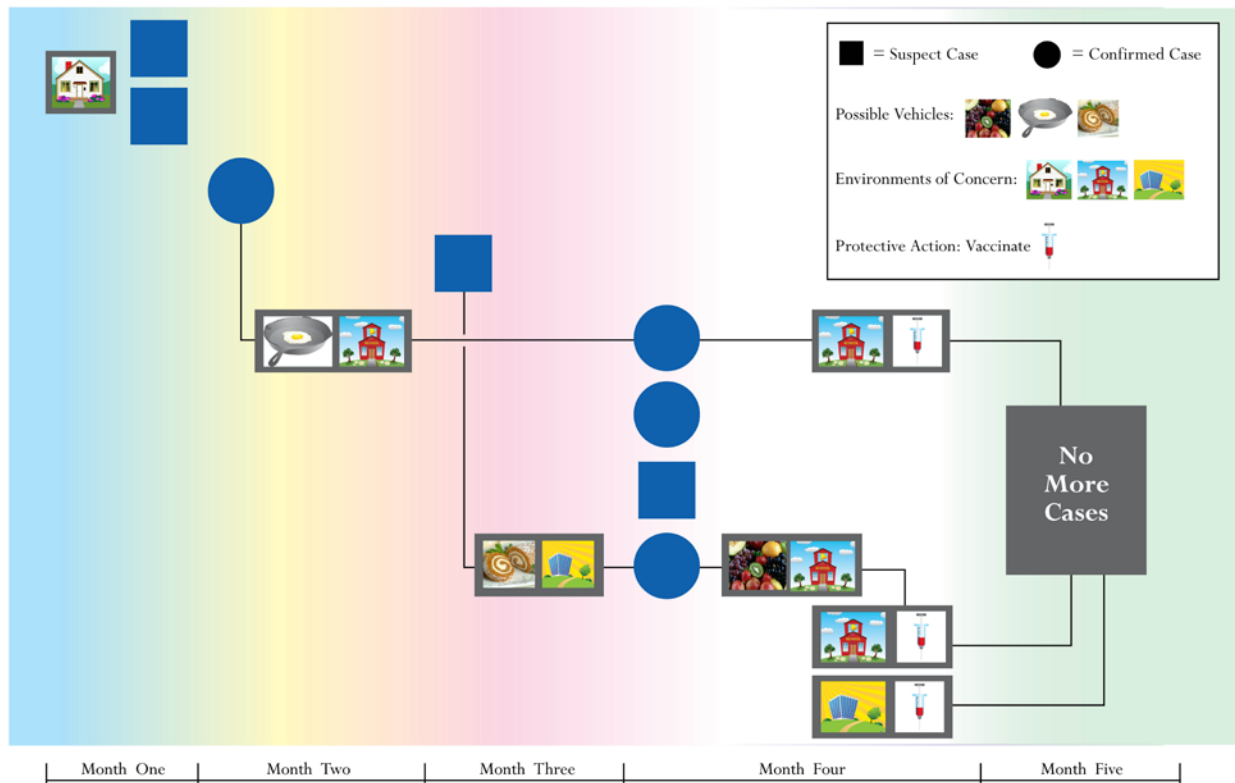 = Suspect Case
= Confirmed Case
Possible Vehicles:
Environments of Concern:
Protective Action: Vaccinate
No
More
Cases
Month One
Month Two
Month Three
Month Four
Month Five